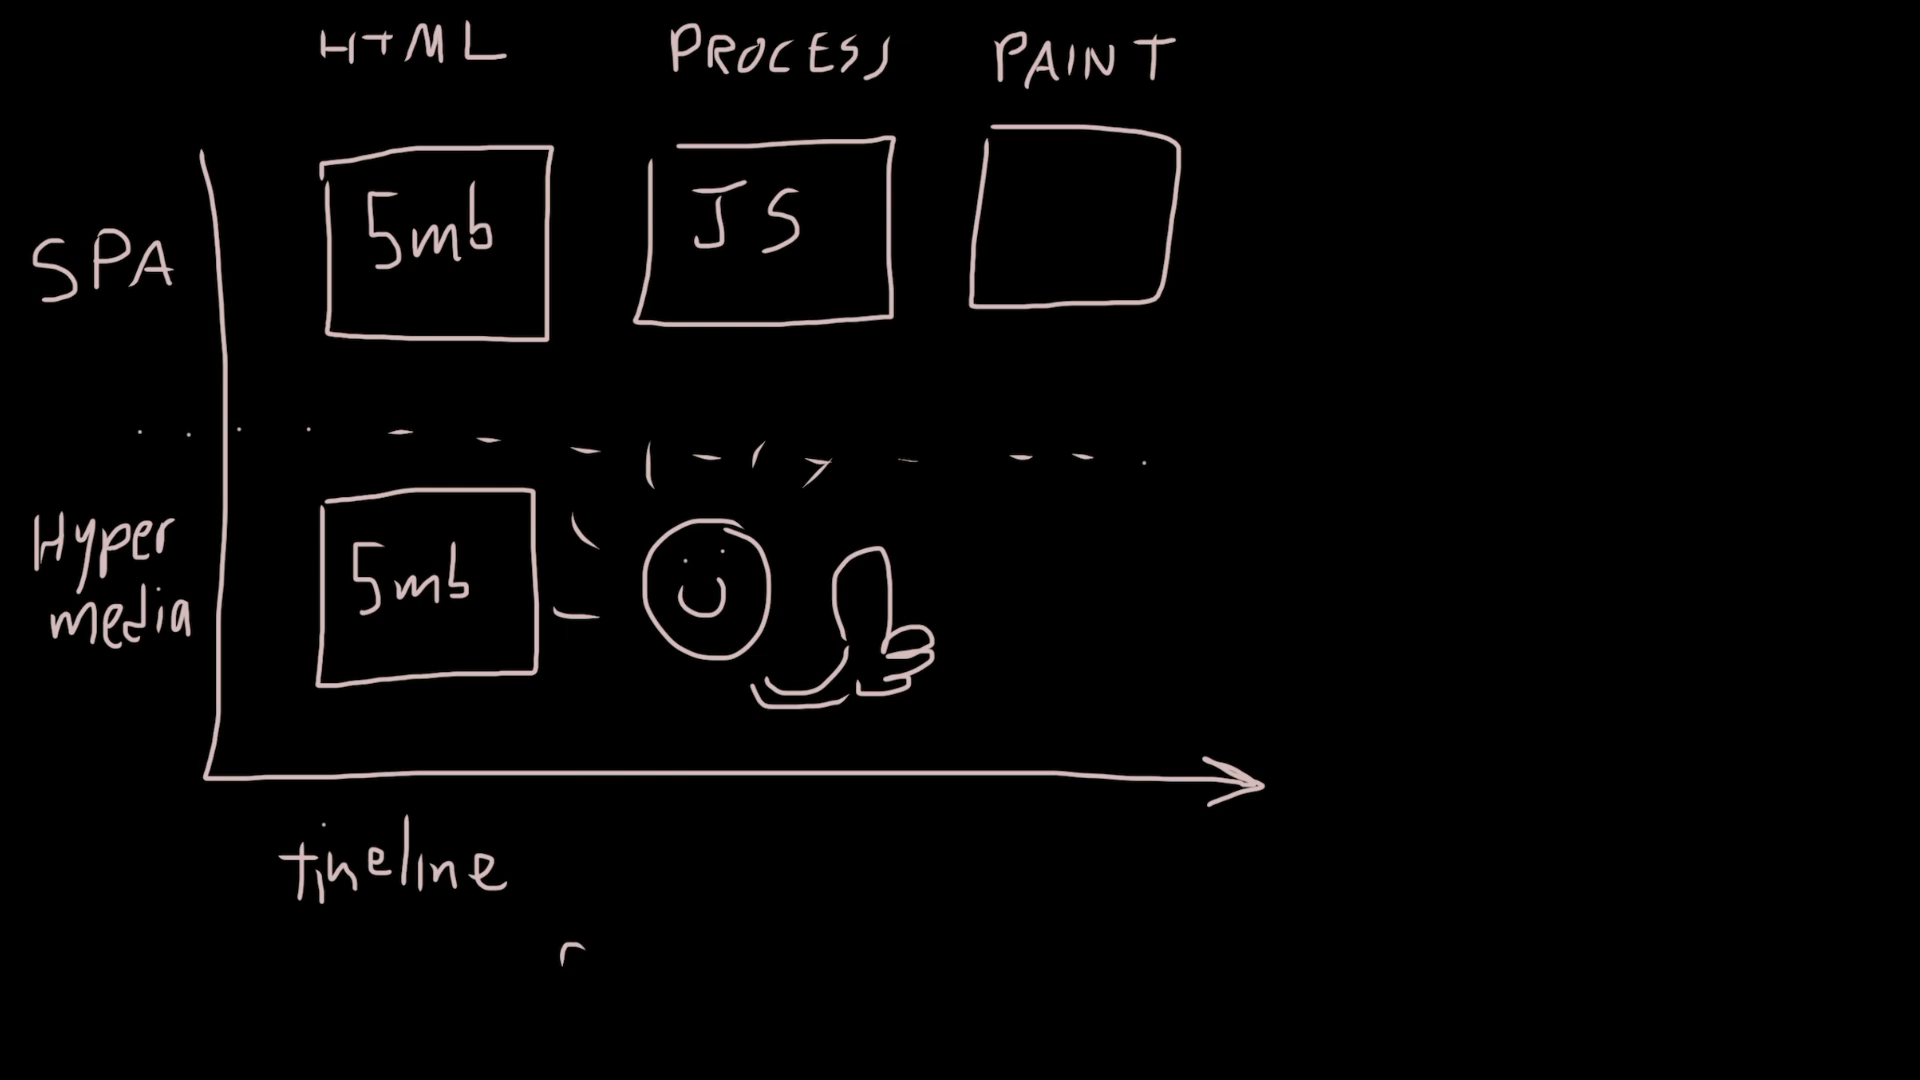 HTML PROCESS PAINT
SPA 5mb JS
Hyper
media
5mb
timeline